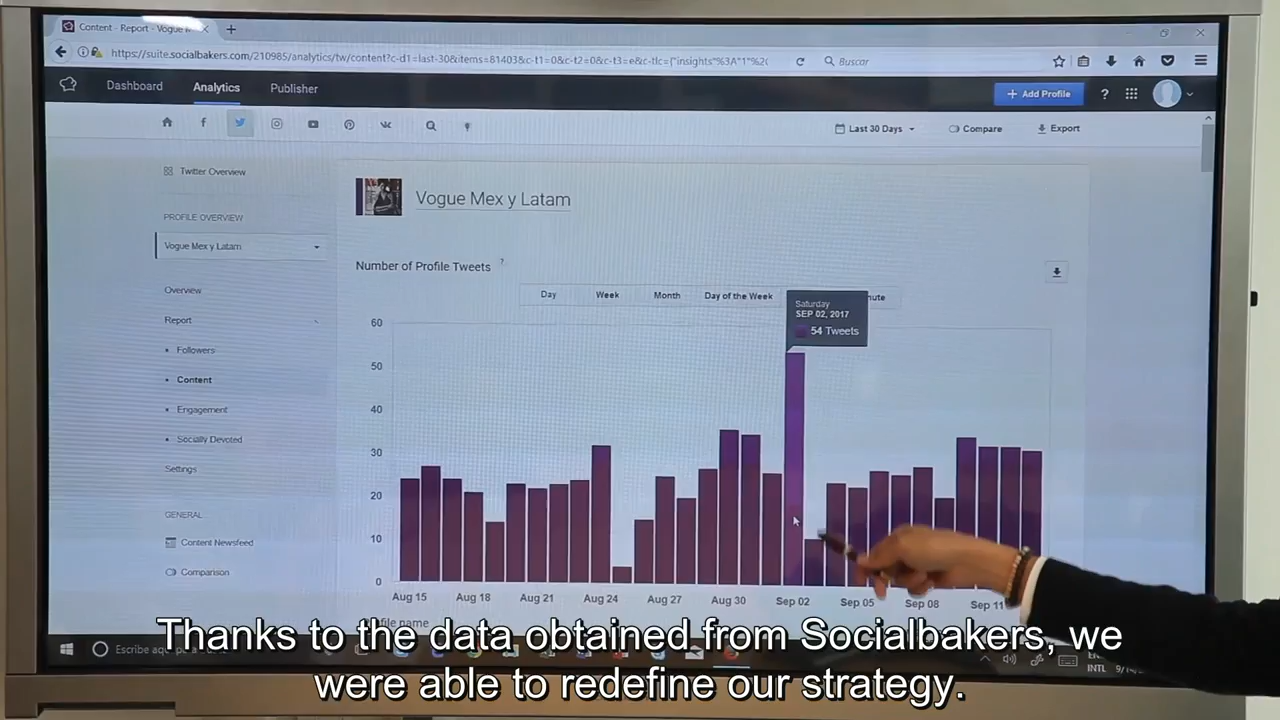 Content - Report - Vogue
https://suite.socialbakers.com/210985/analytics/tw/content?c-d1=last-30&items=81403&c-t1=0&c-t2=0&c-t3=e&c-tlc={"insights"%3A"1"%2C
Buscar
Dashboard
Analytics
Publisher
+ Add Profile
?
Last 30 Days
Compare
Export
Twitter Overview
PROFILE OVERVIEW
Vogue Mex y Latam
Overview
Report
• Followers
• Content
• Engagement
• Socially Devoted
Settings
GENERAL
Content Newsfeed
Comparison
Vogue Mex y Latam
Number of Profile Tweets ?
Day
Week
Month
Day of the Week
Saturday
SEP 02, 2017
54 Tweets
60
50
40
30
20
10
0
Aug 15 Aug 18 Aug 21 Aug 24 Aug 27 Aug 30 Sep 02 Sep 05 Sep 08 Sep 11
name
Thanks to the data obtained from Socialbakers, we
were able to redefine our strategy.
Escribe
INTL